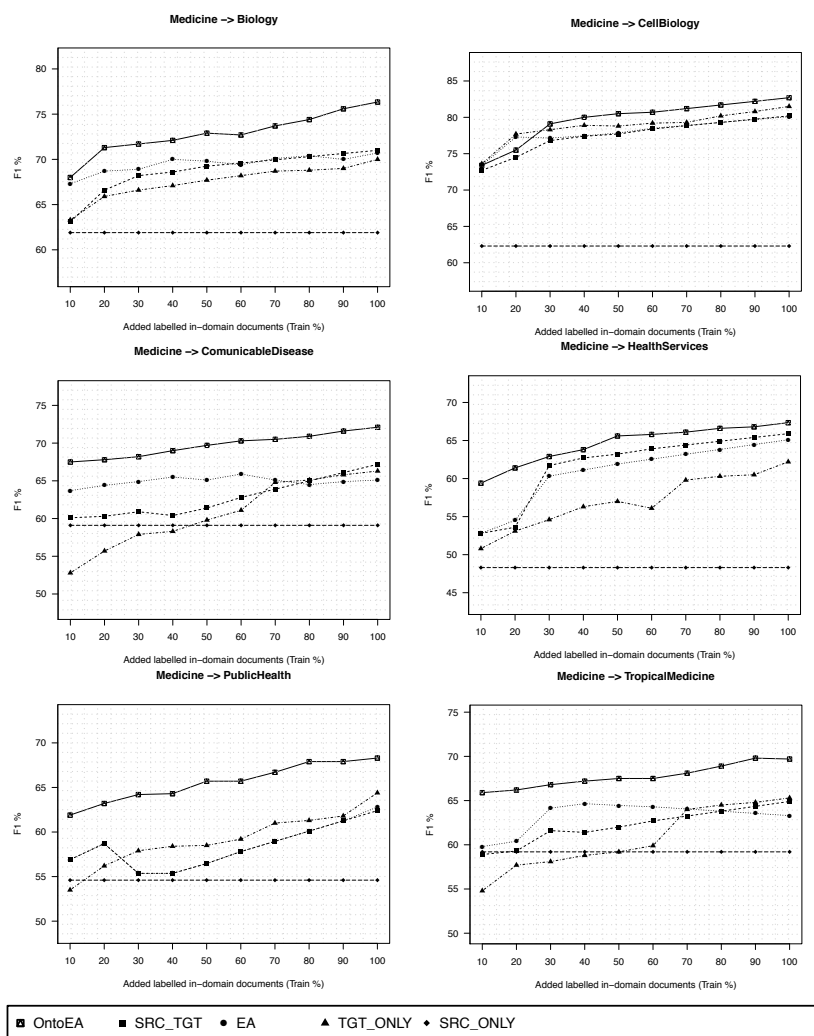 Medicine −> Biology
80
75
70
65
60
F1 %
10 20 30 40 50 60 70 80 90 100
Added labelled in−domain documents (Train %)
Medicine −> CellBiology
85
80
75
70
65
60
F1 %
10 20 30 40 50 60 70 80 90 100
Added labelled in−domain documents (Train %)
Medicine −> ComunicableDisease
75
70
65
60
55
50
F1 %
10 20 30 40 50 60 70 80 90 100
Added labelled in−domain documents (Train %)
Medicine −> HealthServices
70
65
60
55
50
45
F1 %
10 20 30 40 50 60 70 80 90 100
Added labelled in−domain documents (Train %)
Medicine −> PublicHealth
70
65
60
55
50
F1 %
10 20 30 40 50 60 70 80 90 100
Added labelled in−domain documents (Train %)
Medicine −> TropicalMedicine
75
70
65
60
55
50
F1 %
10 20 30 40 50 60 70 80 90 100
Added labelled in−domain documents (Train %)
OntoEA SRC_TGT EA TGT_ONLY SRC_ONLY